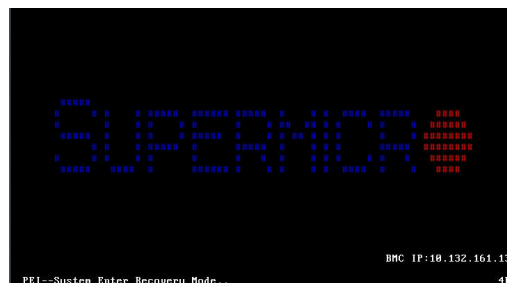 SUPERMICRO
BMC IP:10.132.161.13
PEI--System Enter Recovery Mode..